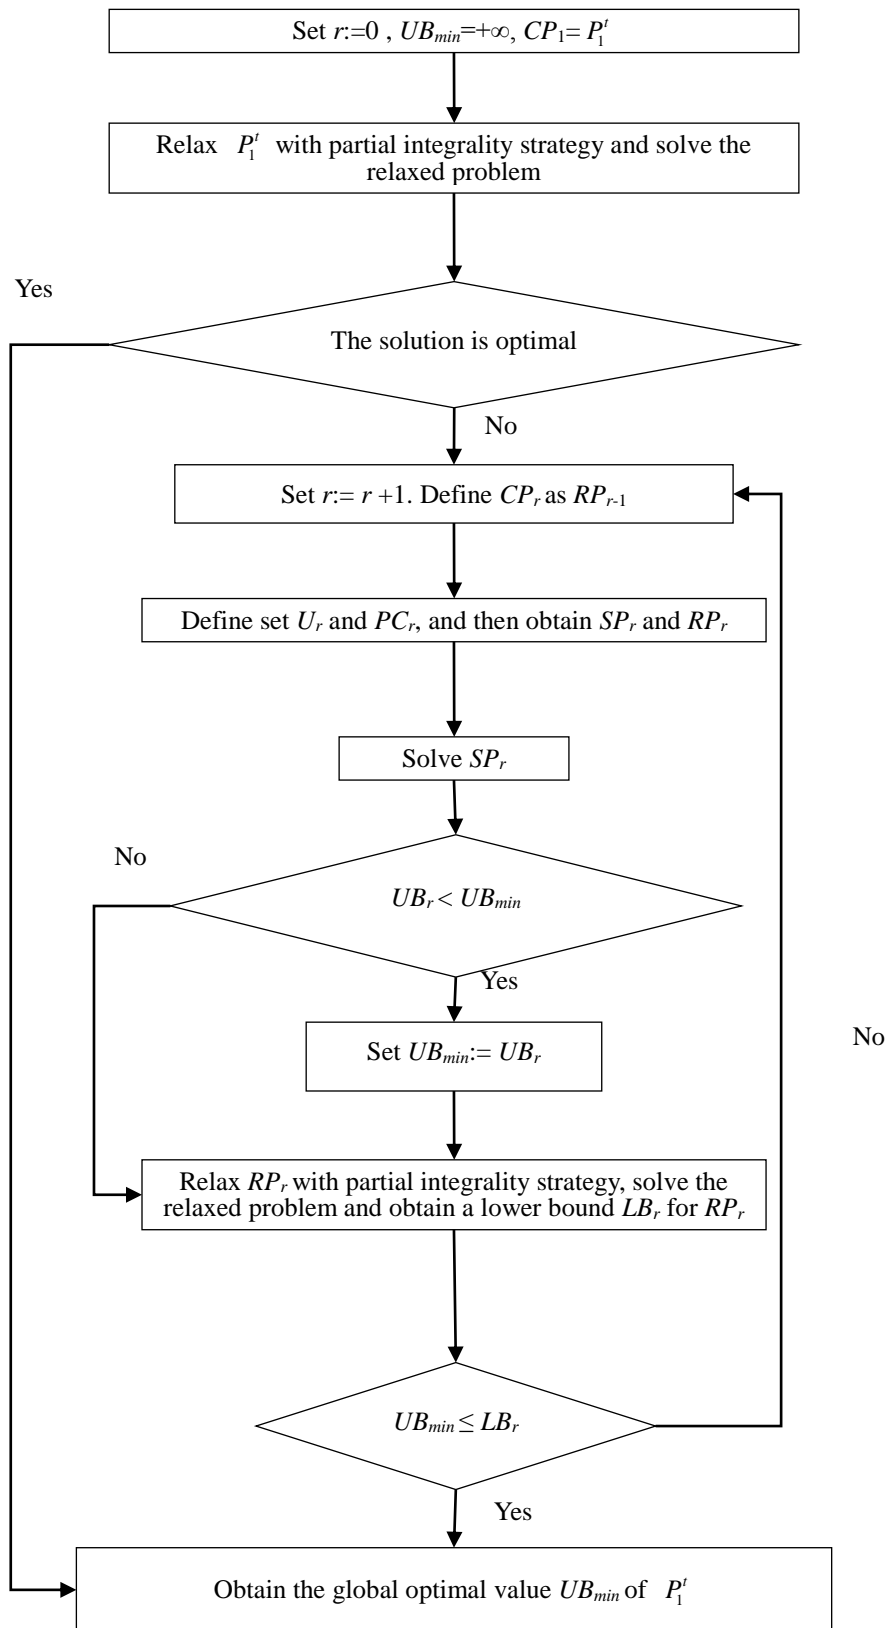 Set r:=0 , UBmin=+∞, CP1= P₁ᵗ
Relax P₁ᵗ with partial integrality strategy and solve the
relaxed problem
Yes
The solution is optimal
No
Set r:= r +1. Define CPr as RPr-1
Define set Ur and PCr, and then obtain SPr and RPr
Solve SPr
No
UBr < UBmin
Yes
Set UBmin:= UBr
No
Relax RPr with partial integrality strategy, solve the
relaxed problem and obtain a lower bound LBr for RPr
UBmin ≤ LBr
Yes
Obtain the global optimal value UBmin of P₁ᵗ